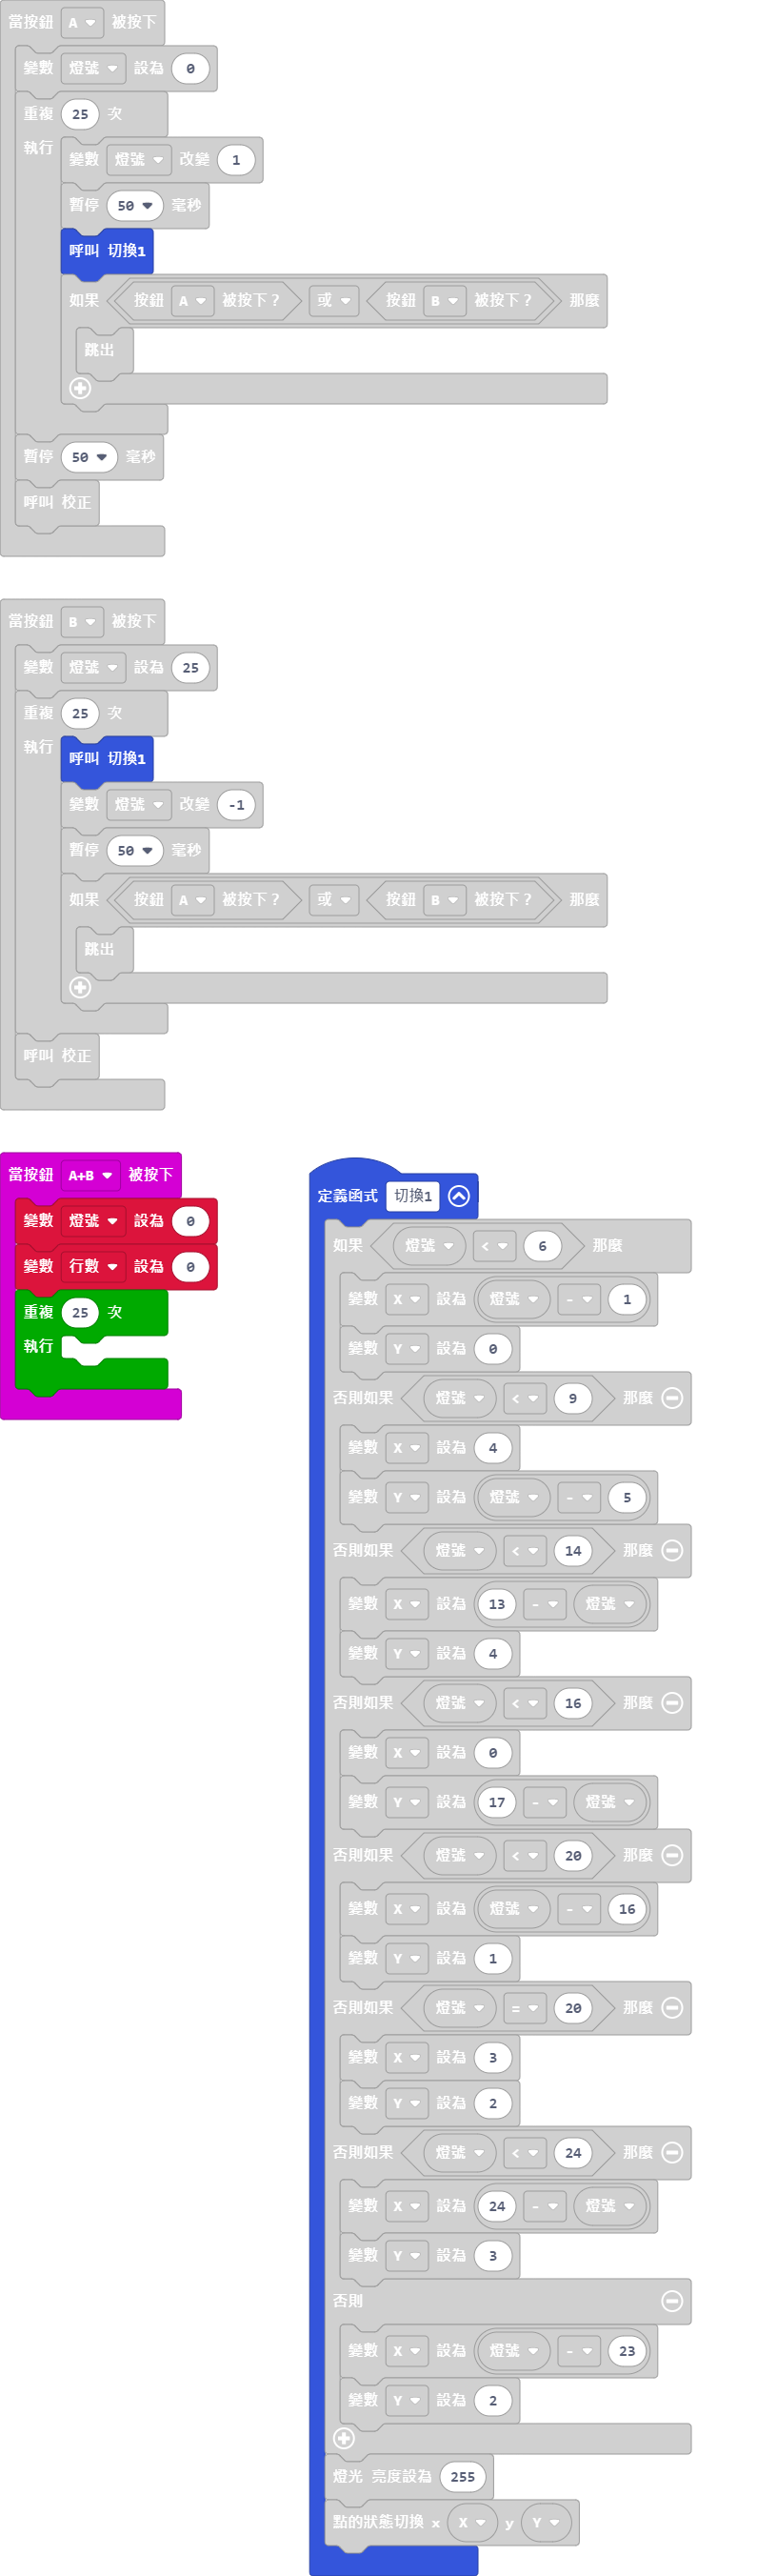 當按鈕 A 被按下
變數 燈號 設為 0
重複 25 次
執行
變數 燈號 改變 1
暫停 50 毫秒
呼叫 切換1
如果 按鈕 A 被按下？ 或 按鈕 B 被按下？ 那麼
跳出
暫停 50 毫秒
呼叫 校正
當按鈕 B 被按下
變數 燈號 設為 25
重複 25 次
執行
呼叫 切換1
變數 燈號 改變 -1
暫停 50 毫秒
如果 按鈕 A 被按下？ 或 按鈕 B 被按下？ 那麼
跳出
呼叫 校正
當按鈕 A+B 被按下
變數 燈號 設為 0
變數 行數 設為 0
重複 25 次
執行
定義函式 切換1
如果 燈號 < 6 那麼
變數 X 設為 燈號 - 1
變數 Y 設為 0
否則如果 燈號 < 9 那麼
變數 X 設為 4
變數 Y 設為 燈號 - 5
否則如果 燈號 < 14 那麼
變數 X 設為 13 - 燈號
變數 Y 設為 4
否則如果 燈號 < 16 那麼
變數 X 設為 0
變數 Y 設為 17 - 燈號
否則如果 燈號 < 20 那麼
變數 X 設為 燈號 - 16
變數 Y 設為 1
否則如果 燈號 = 20 那麼
變數 X 設為 3
變數 Y 設為 2
否則如果 燈號 < 24 那麼
變數 X 設為 24 - 燈號
變數 Y 設為 3
否則
變數 X 設為 燈號 - 23
變數 Y 設為 2
燈光 亮度設為 255
點的狀態切換 x X y Y